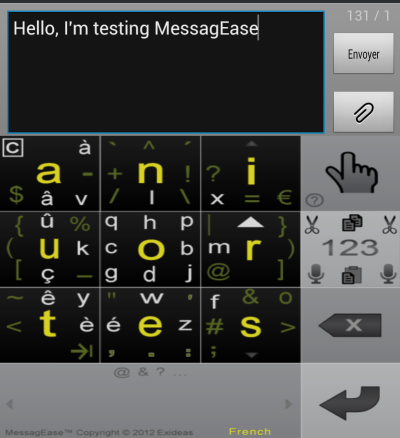 131 / 1
Hello, I'm testing MessagEase
Envoyer
C à ` ^ ´
a - + n ! ? i
$ â v / l \ x = € ?
{ û % q h p | }
( u k c o b m r ) 123
[ ç _ g d j @ ]
~ ê y " w ' f & o
< t è é e z # s > x
, . : ;
@ & ? ...
MessagEase™ Copyright © 2012 Exideas French